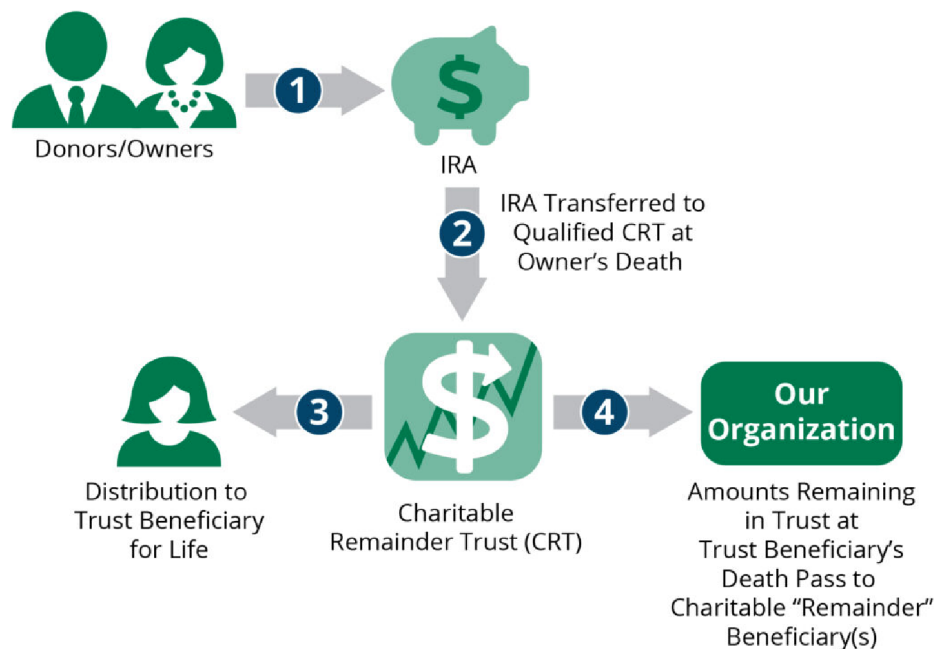 Donors/Owners
1
$
IRA
2
IRA Transferred to
Qualified CRT at
Owner’s Death
3
Distribution to
Trust Beneficiary
for Life
$
Charitable
Remainder Trust (CRT)
4
Our
Organization
Amounts Remaining
in Trust at
Trust Beneficiary’s
Death Pass to
Charitable “Remainder”
Beneficiary(s)